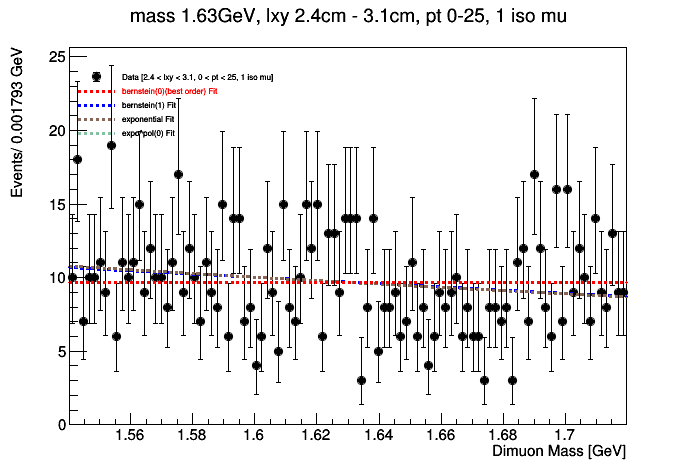 mass 1.63GeV, lxy 2.4cm - 3.1cm, pt 0-25, 1 iso mu
Events/ 0.001793 GeV
25
20
15
10
5
0
Data [2.4 < lxy < 3.1, 0 < pt < 25, 1 iso mu]
bernstein(0)(best order) Fit
bernstein(1) Fit
exponential Fit
expo*pol(0) Fit
1.56 1.58 1.6 1.62 1.64 1.66 1.68 1.7
Dimuon Mass [GeV]